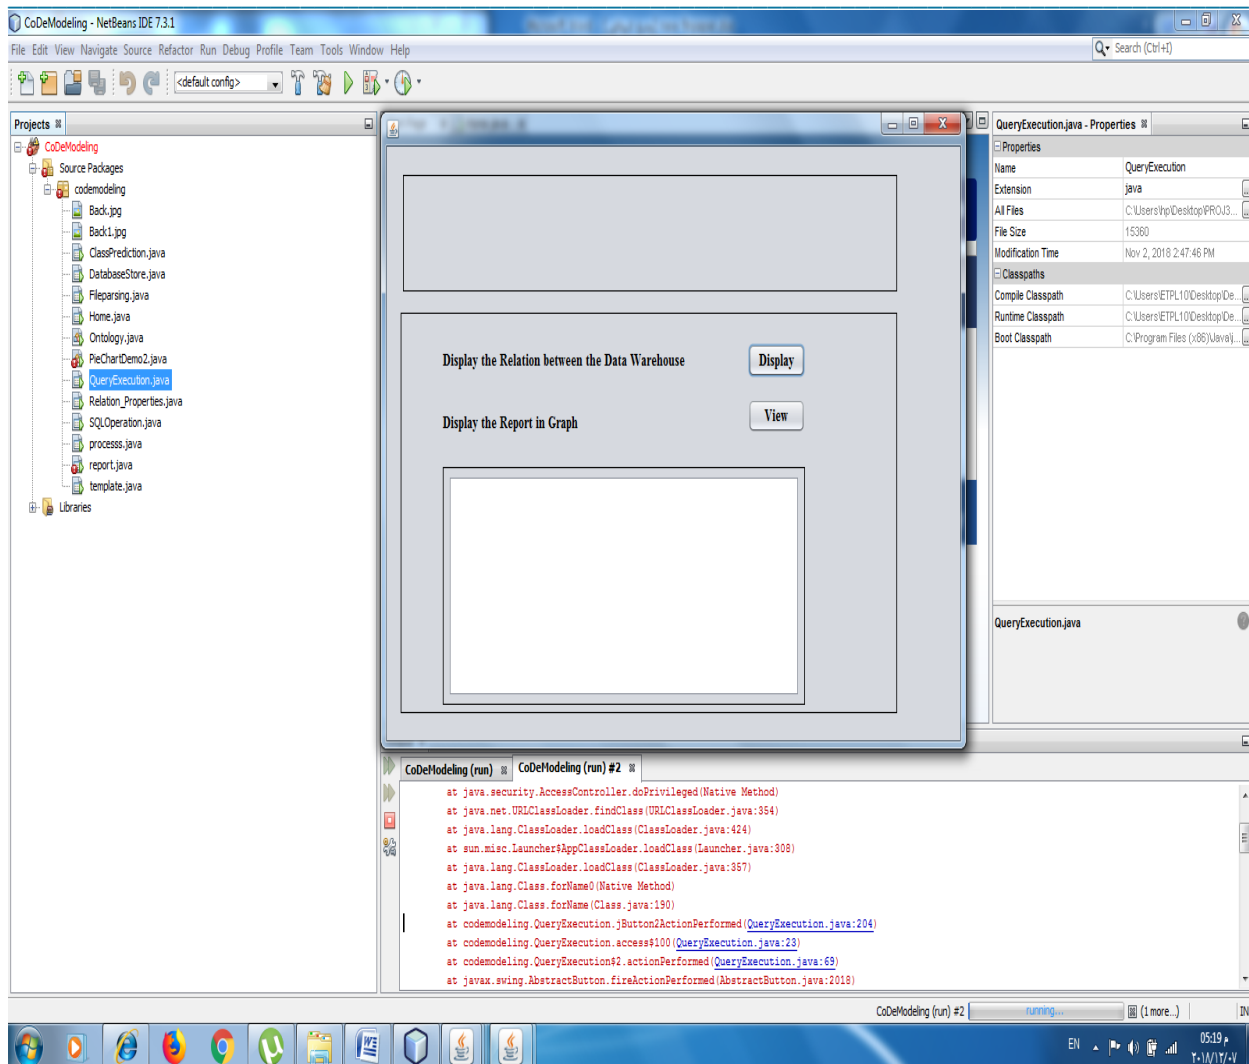 CoDeModeling - NetBeans IDE 7.3.1
File Edit View Navigate Source Refactor Run Debug Profile Team Tools Window Help
Search (Ctrl+I)
<default config>
Projects
CoDeModeling
Source Packages
codemodeling
Back.jpg
Back1.jpg
ClassPrediction.java
DatabaseStore.java
Fileparsing.java
Home.java
Ontology.java
PieChartDemo2.java
QueryExecution.java
Relation_Properties.java
SQLOperation.java
processs.java
report.java
template.java
Libraries
Display the Relation between the Data Warehouse
Display
Display the Report in Graph
View
QueryExecution.java - Properties
Properties
Name QueryExecution
Extension java
All Files C:\Users\hp\Desktop\PROJ3...
File Size 15360
Modification Time Nov 2, 2018 2:47:46 PM
Classpaths
Compile Classpath C:\Users\ETPL10\Desktop\De...
Runtime Classpath C:\Users\ETPL10\Desktop\De...
Boot Classpath C:\Program Files (x86)\Java\j...
QueryExecution.java
CoDeModeling (run)
CoDeModeling (run) #2
at java.security.AccessController.doPrivileged(Native Method)
at java.net.URLClassLoader.findClass(URLClassLoader.java:354)
at java.lang.ClassLoader.loadClass(ClassLoader.java:424)
at sun.misc.Launcher$AppClassLoader.loadClass(Launcher.java:308)
at java.lang.ClassLoader.loadClass(ClassLoader.java:357)
at java.lang.Class.forName0(Native Method)
at java.lang.Class.forName(Class.java:190)
at codemodeling.QueryExecution.jButton2ActionPerformed(QueryExecution.java:204)
at codemodeling.QueryExecution.access$100(QueryExecution.java:23)
at codemodeling.QueryExecution$2.actionPerformed(QueryExecution.java:69)
at javax.swing.AbstractButton.fireActionPerformed(AbstractButton.java:2018)
CoDeModeling (run) #2
running...
(1 more...)
IN
EN
05:19 م
٢٠١٨/١٢/٠٧